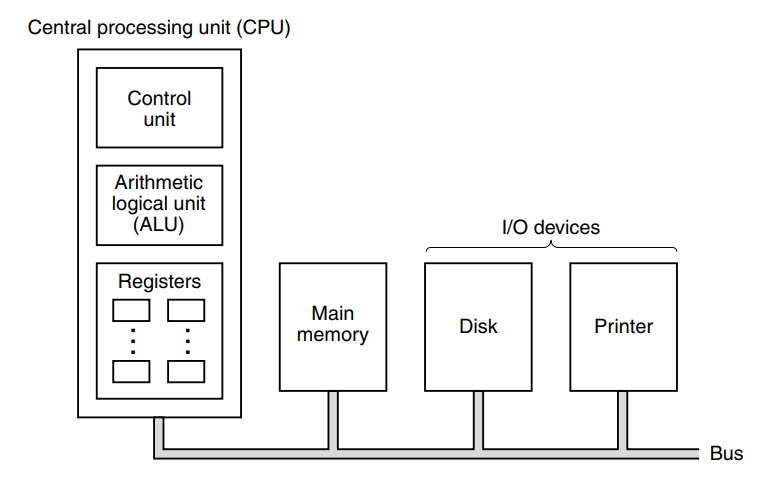 Central processing unit (CPU)
Control
unit
Arithmetic
logical unit
(ALU)
Registers
I/O devices
Main
memory
Disk
Printer
Bus